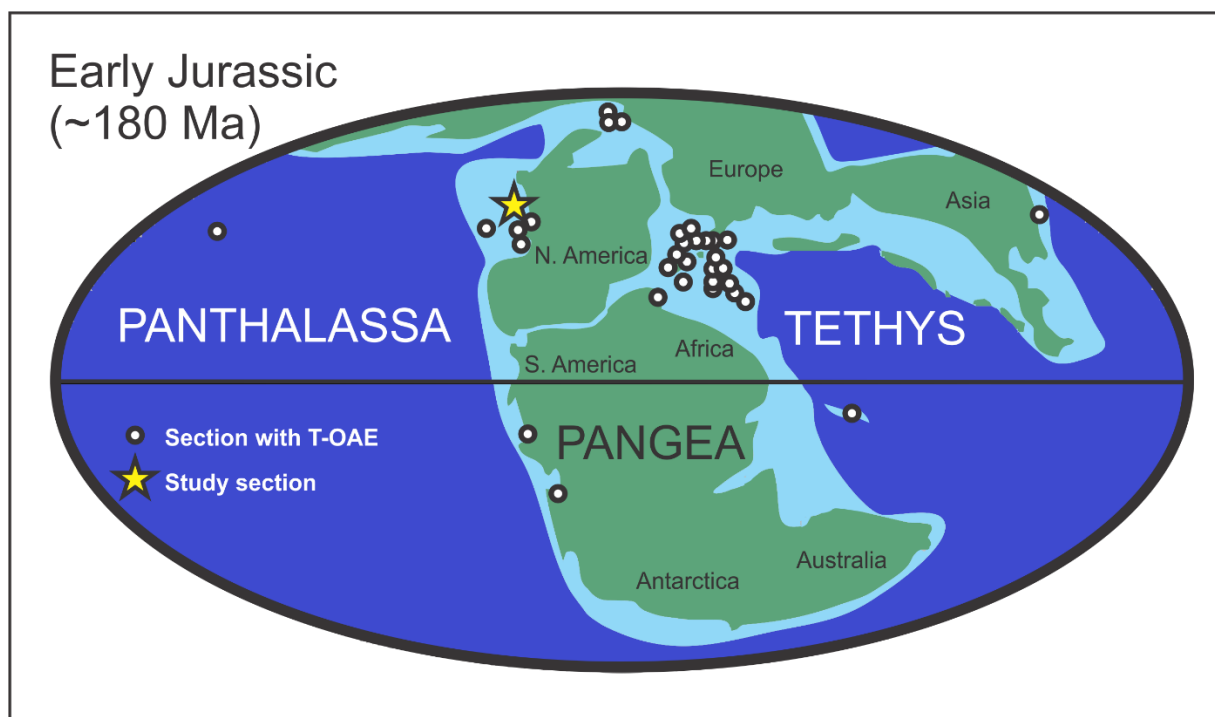 Early Jurassic
(~180 Ma)
Europe
Asia
N. America
PANTHALASSA
TETHYS
Africa
S. America
PANGEA
Section with T-OAE
Study section
Australia
Antarctica